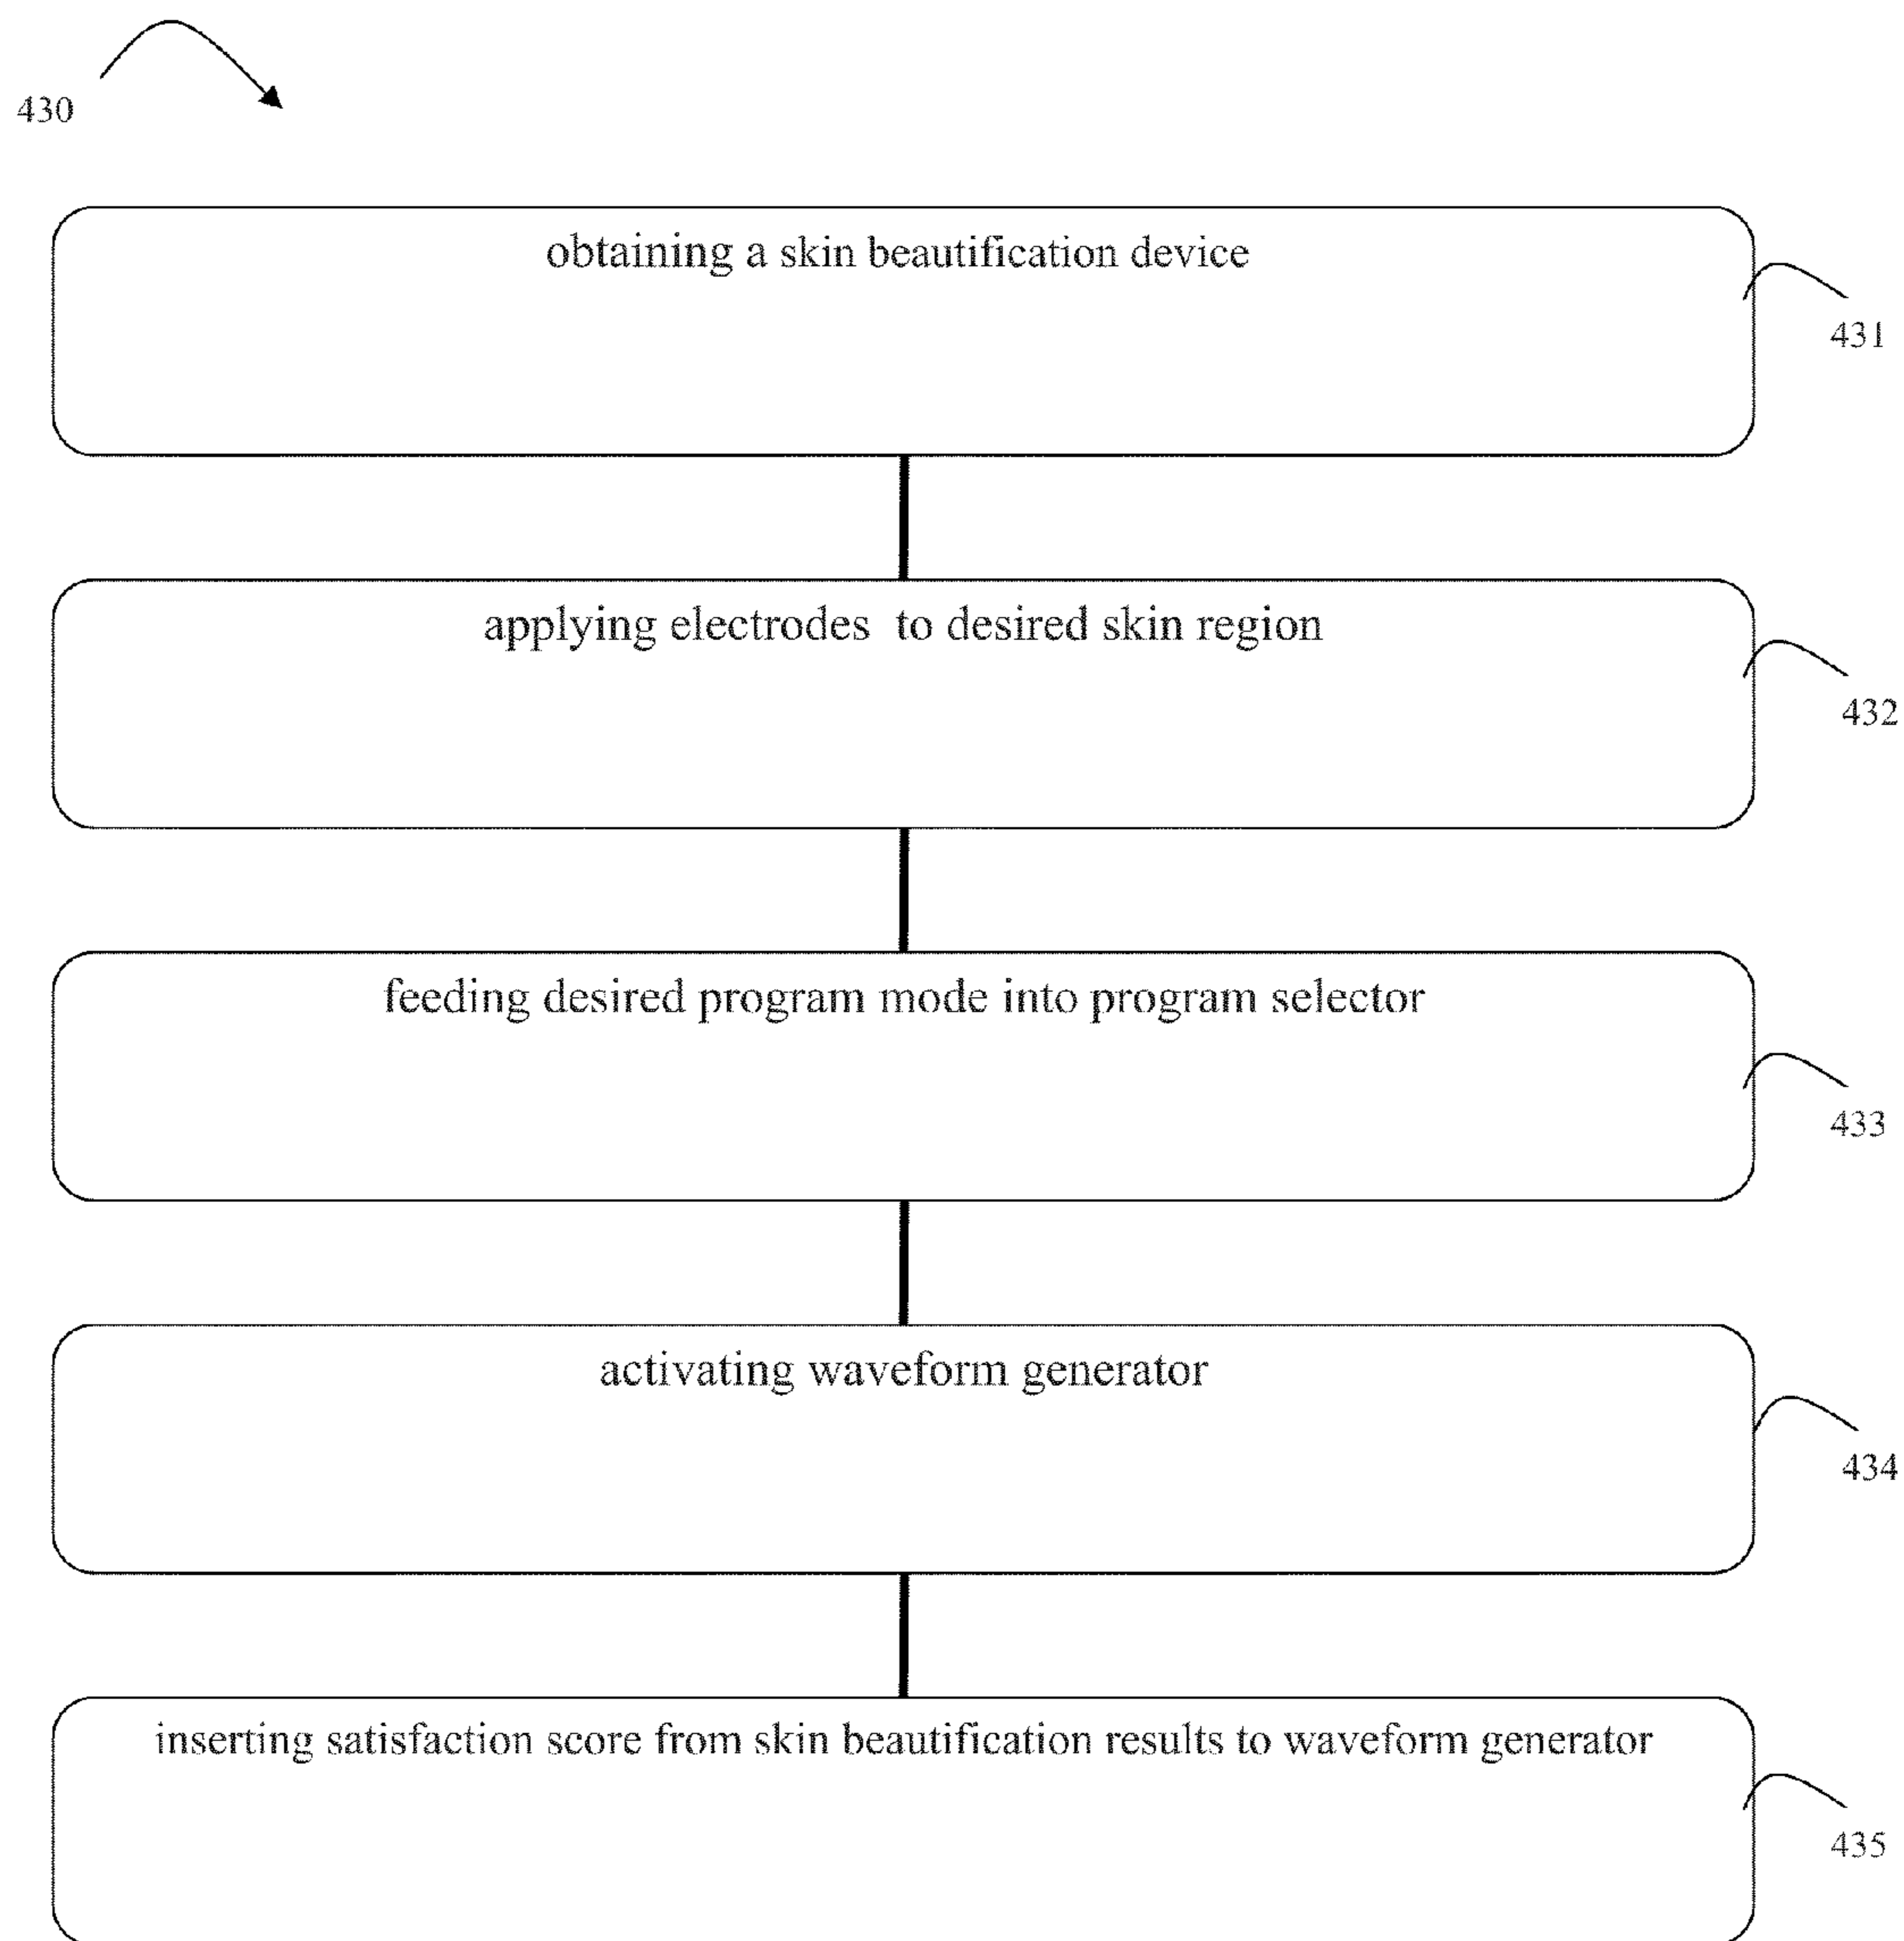 430
obtaining a skin beautification device
431
applying electrodes to desired skin region
432
feeding desired program mode into program selector
433
activating waveform generator
434
inserting satisfaction score from skin beautification results to waveform generator
435